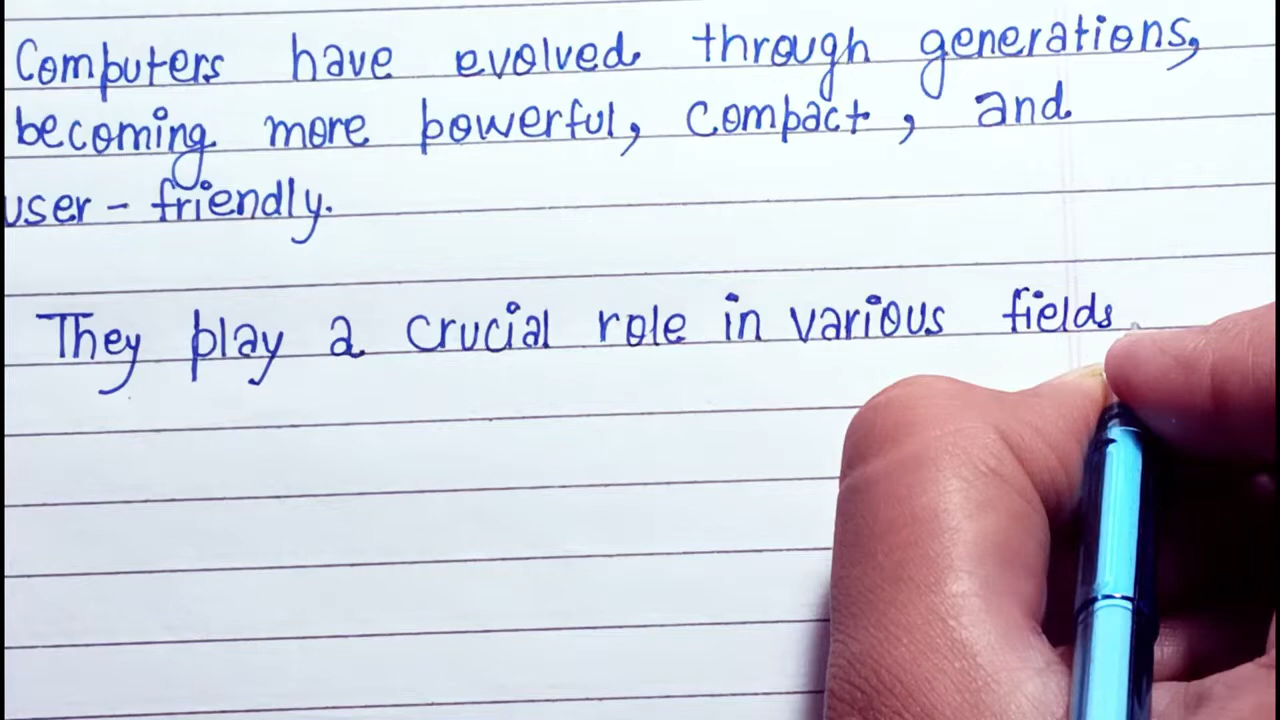 Computers have evolved through generations,
becoming more powerful, compact, and
user - friendly.
They play a crucial role in various fields